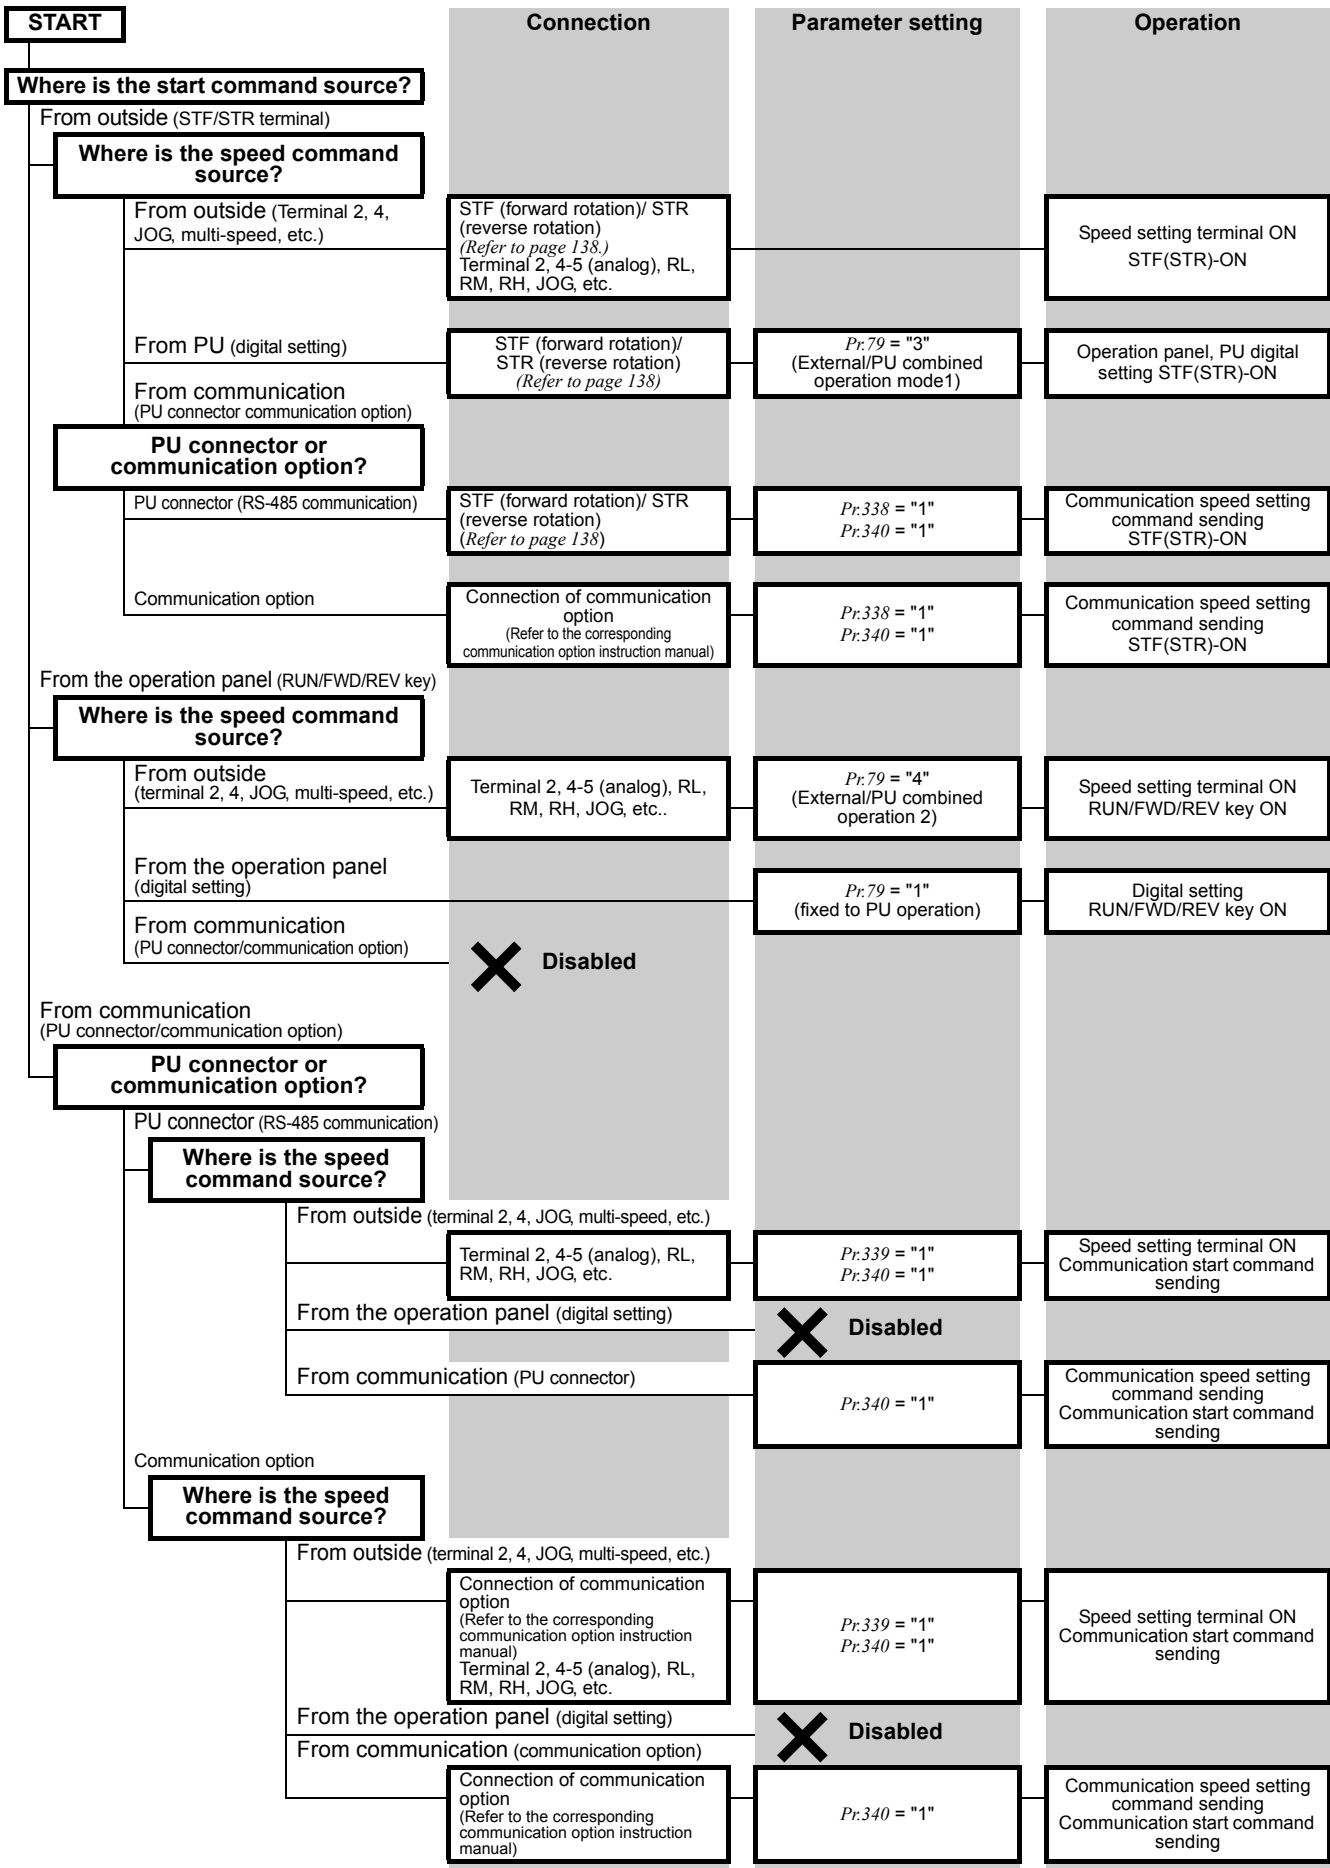 START
Connection
Parameter setting
Operation
Where is the start command source?
From outside (STF/STR terminal)
Where is the speed command
source?
From outside (Terminal 2, 4,
JOG, multi-speed, etc.)
STF (forward rotation)/ STR
(reverse rotation)
(Refer to page 138.)
Terminal 2, 4-5 (analog), RL,
RM, RH, JOG, etc.
Speed setting terminal ON
STF(STR)-ON
From PU (digital setting)
STF (forward rotation)/
STR (reverse rotation)
(Refer to page 138)
Pr.79 = "3"
(External/PU combined
operation mode1)
Operation panel, PU digital
setting STF(STR)-ON
From communication
(PU connector communication option)
PU connector or
communication option?
PU connector (RS-485 communication)
STF (forward rotation)/ STR
(reverse rotation)
(Refer to page 138)
Pr.338 = "1"
Pr.340 = "1"
Communication speed setting
command sending
STF(STR)-ON
Communication option
Connection of communication
option
(Refer to the corresponding
communication option instruction manual)
Pr.338 = "1"
Pr.340 = "1"
Communication speed setting
command sending
STF(STR)-ON
From the operation panel (RUN/FWD/REV key)
Where is the speed command
source?
From outside
(terminal 2, 4, JOG, multi-speed, etc.)
Terminal 2, 4-5 (analog), RL,
RM, RH, JOG, etc..
Pr.79 = "4"
(External/PU combined
operation 2)
Speed setting terminal ON
RUN/FWD/REV key ON
From the operation panel
(digital setting)
Pr.79 = "1"
(fixed to PU operation)
Digital setting
RUN/FWD/REV key ON
From communication
(PU connector/communication option)
Disabled
From communication
(PU connector/communication option)
PU connector or
communication option?
PU connector (RS-485 communication)
Where is the speed
command source?
From outside (terminal 2, 4, JOG, multi-speed, etc.)
Terminal 2, 4-5 (analog), RL,
RM, RH, JOG, etc.
Pr.339 = "1"
Pr.340 = "1"
Speed setting terminal ON
Communication start command
sending
From the operation panel (digital setting)
Disabled
From communication (PU connector)
Pr.340 = "1"
Communication speed setting
command sending
Communication start command
sending
Communication option
Where is the speed
command source?
From outside (terminal 2, 4, JOG, multi-speed, etc.)
Connection of communication
option
(Refer to the corresponding
communication option instruction
manual)
Terminal 2, 4-5 (analog), RL,
RM, RH, JOG, etc.
Pr.339 = "1"
Pr.340 = "1"
Speed setting terminal ON
Communication start command
sending
From the operation panel (digital setting)
Disabled
From communication (communication option)
Connection of communication
option
(Refer to the corresponding
communication option instruction
manual)
Pr.340 = "1"
Communication speed setting
command sending
Communication start command
sending